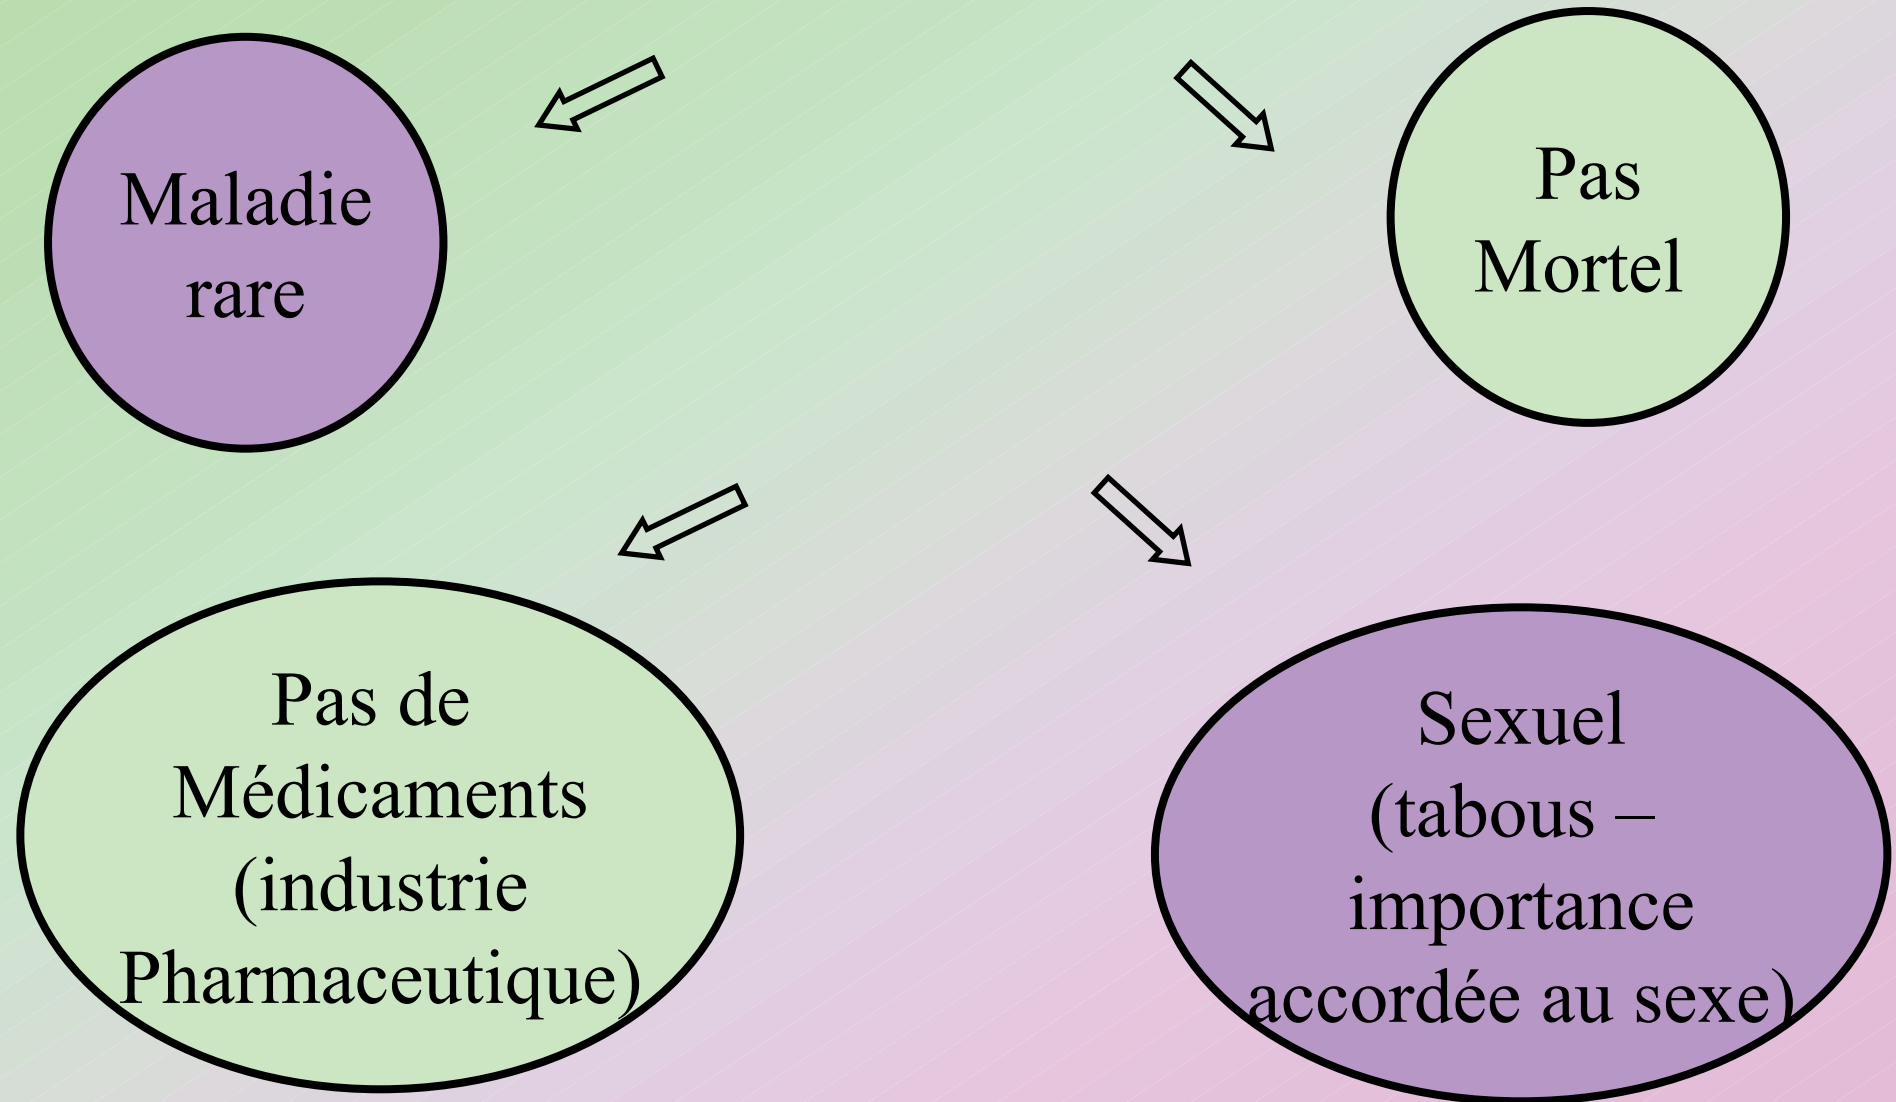 Maladie
rare
Pas
Mortel
Pas de
Médicaments
(industrie
Pharmaceutique)
Sexuel
(tabous –
importance
accordée au sexe)